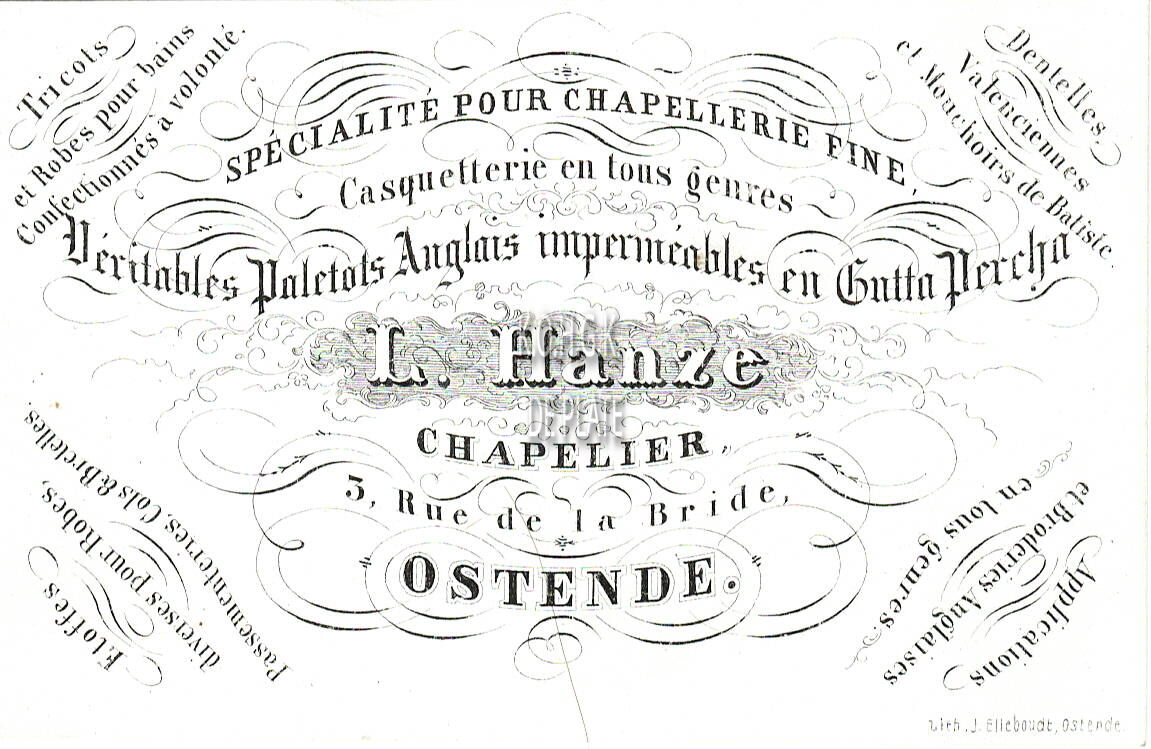 Tricots
et Robes pour bains
Confectionnés à volonté.
Dentelles,
Valenciennes
et Mouchoirs de Batiste.
SPÉCIALITÉ POUR CHAPELLERIE FINE,
Casquetterie en tous genres
Véritables Paletots Anglais imperméables en Gutta Percha
L. Hanze
CHAPELIER,
3, Rue de la Bride,
OSTENDE.
Etoffes
diverses pour Robes,
Passementeries, Cols & Bretelles.
Applications
et Broderies Anglaises
en tous genres.
Lith. J. Elleboudt, Ostende.